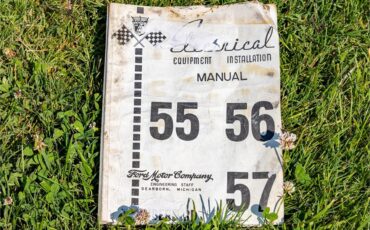 Electrical
EQUIPMENT INSTALLATION
MANUAL
55 56
Ford Motor Company,
ENGINEERING STAFF
DEARBORN, MICHIGAN
57